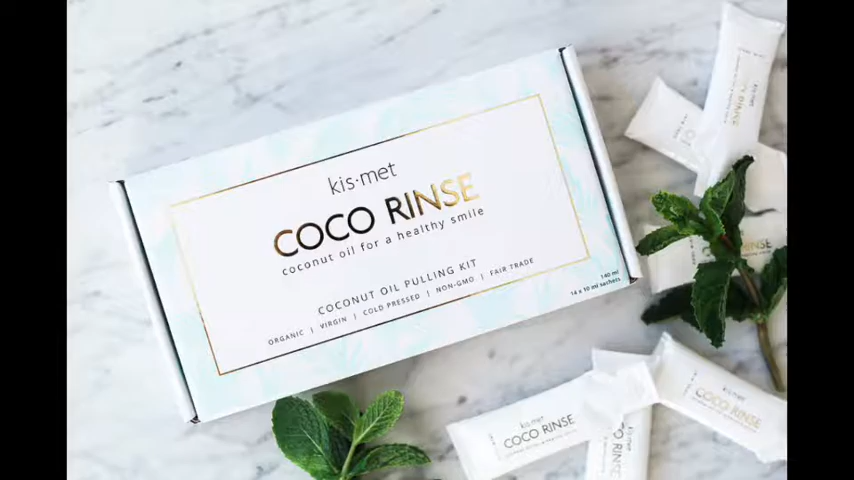 kis·met
COCO RINSE
coconut oil for a healthy smile
COCONUT OIL PULLING KIT
ORGANIC | VIRGIN | COLD PRESSED | NON-GMO | FAIR TRADE
140 ml
14 x 10 ml sachets
kis·met
COCO RINSE
kis·met
COCO RINSE
RINSE